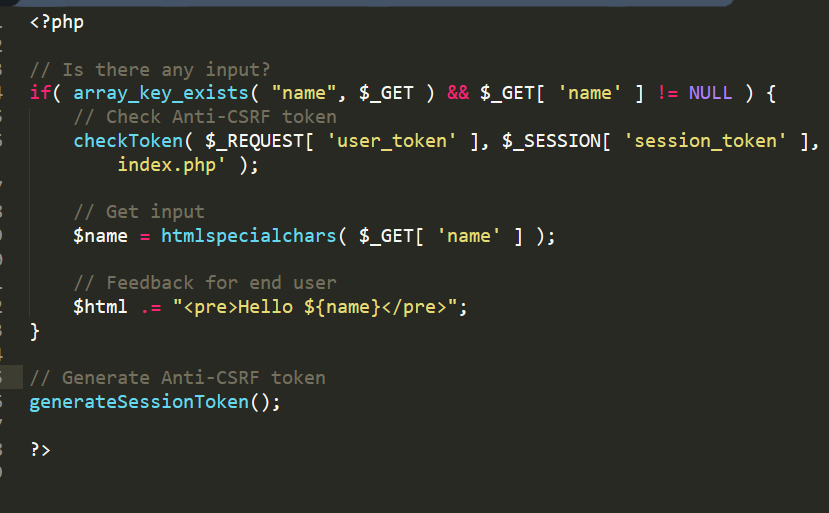 <?php
// Is there any input?
if( array_key_exists( "name", $_GET ) && $_GET[ 'name' ] != NULL ) {
    // Check Anti-CSRF token
    checkToken( $_REQUEST[ 'user_token' ], $_SESSION[ 'session_token' ],
        index.php' );
    // Get input
    $name = htmlspecialchars( $_GET[ 'name' ] );
    // Feedback for end user
    $html .= "<pre>Hello ${name}</pre>";
}
// Generate Anti-CSRF token
generateSessionToken();
?>